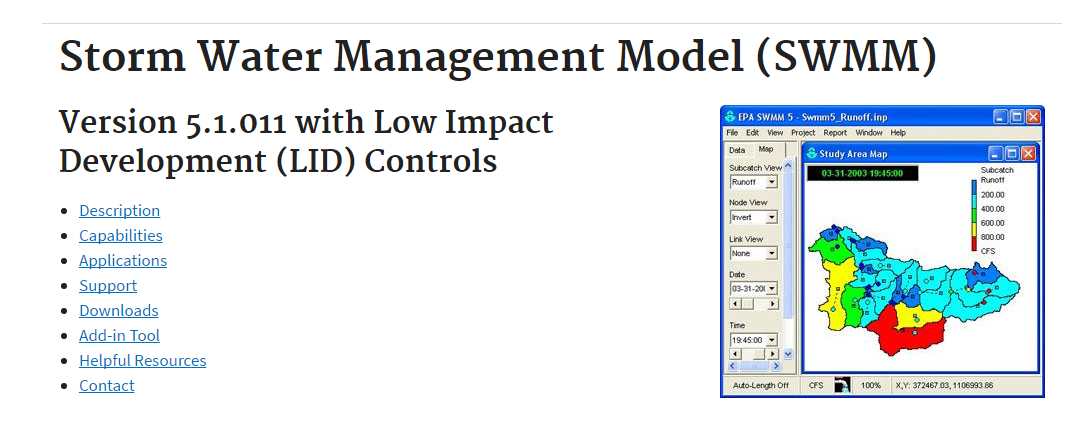 Storm Water Management Model (SWMM)
Version 5.1.011 with Low Impact
Development (LID) Controls
Description
Capabilities
Applications
Support
Downloads
Add-in Tool
Helpful Resources
Contact
EPA SWMM 5 - Swmm5_Runoff.inp
File Edit View Project Report Window Help
Data Map
Subcatch View
Runoff
Node View
Invert
Link View
None
Date
03-31-200
Time
19:45:00
Study Area Map
03-31-2003 19:45:00
Subcatch
Runoff
200.00
400.00
600.00
800.00
CFS
Auto-Length Off CFS 100% X,Y: 372467.03, 1106993.86